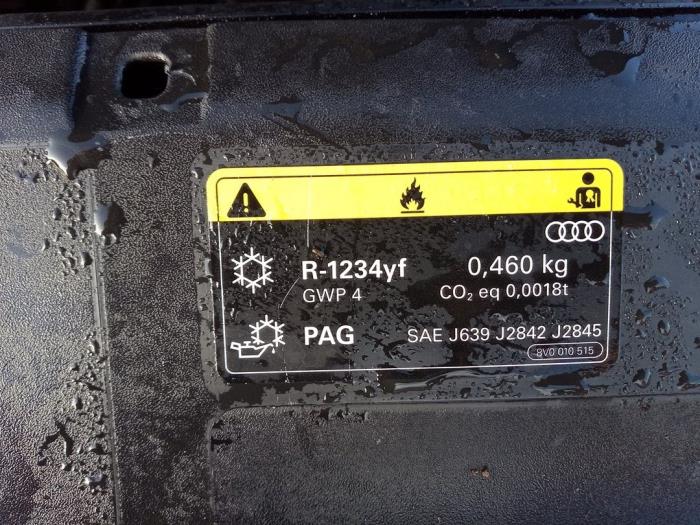 R-1234yf 0,460 kg
GWP 4 CO₂ eq 0,0018t
PAG SAE J639 J2842 J2845
8V0 010 515